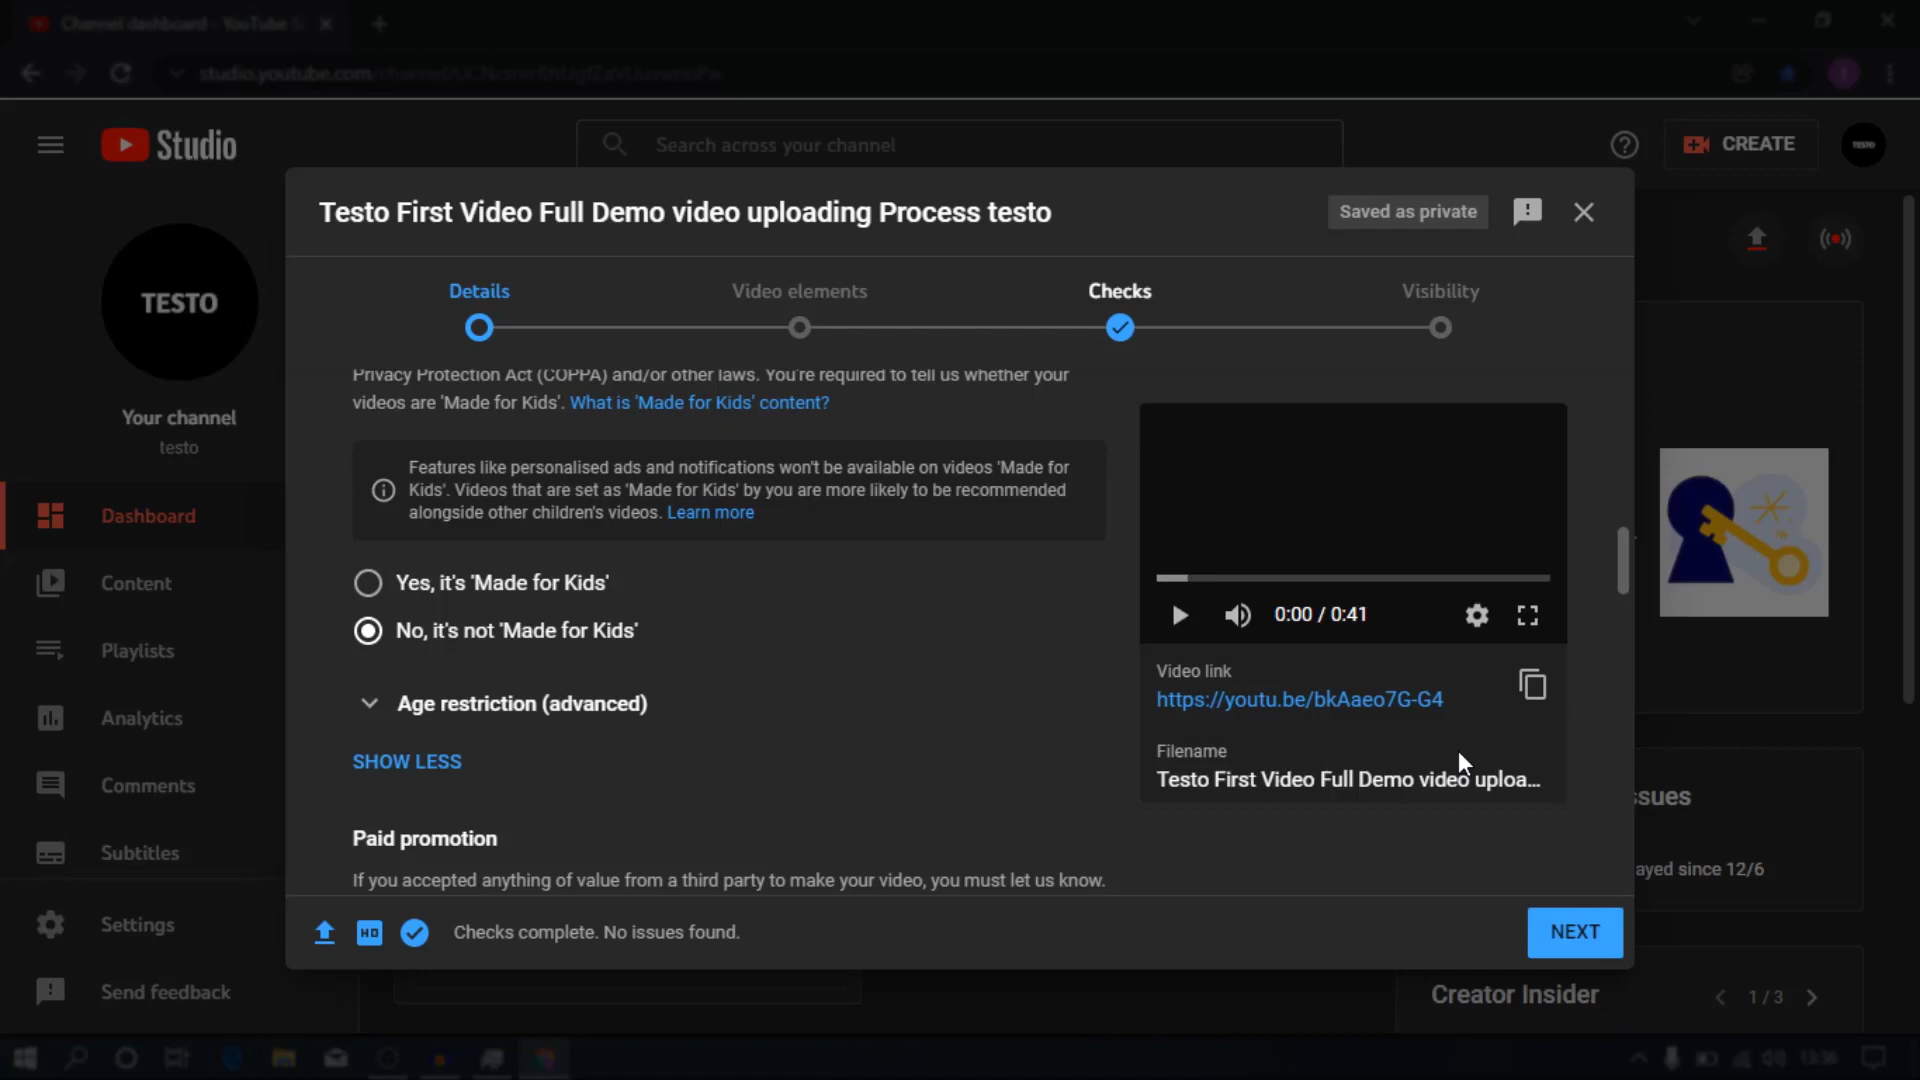 Channel dashboard - YouTube S
studio.youtube.com
Studio
Search across your channel
CREATE
TESTO
Testo First Video Full Demo video uploading Process testo
Saved as private
Details
Video elements
Checks
Visibility
TESTO
Your channel
testo
Dashboard
Content
Playlists
Analytics
Comments
Subtitles
Settings
Send feedback
Privacy Protection Act (COPPA) and/or other laws. You're required to tell us whether your
videos are 'Made for Kids'. What is 'Made for Kids' content?
Features like personalised ads and notifications won't be available on videos 'Made for
Kids'. Videos that are set as 'Made for Kids' by you are more likely to be recommended
alongside other children's videos. Learn more
Yes, it's 'Made for Kids'
No, it's not 'Made for Kids'
Age restriction (advanced)
SHOW LESS
Paid promotion
If you accepted anything of value from a third party to make your video, you must let us know.
0:00 / 0:41
Video link
https://youtu.be/bkAaeo7G-G4
Filename
Testo First Video Full Demo video uploa...
ssues
ayed since 12/6
HD
Checks complete. No issues found.
NEXT
Creator Insider
1 / 3